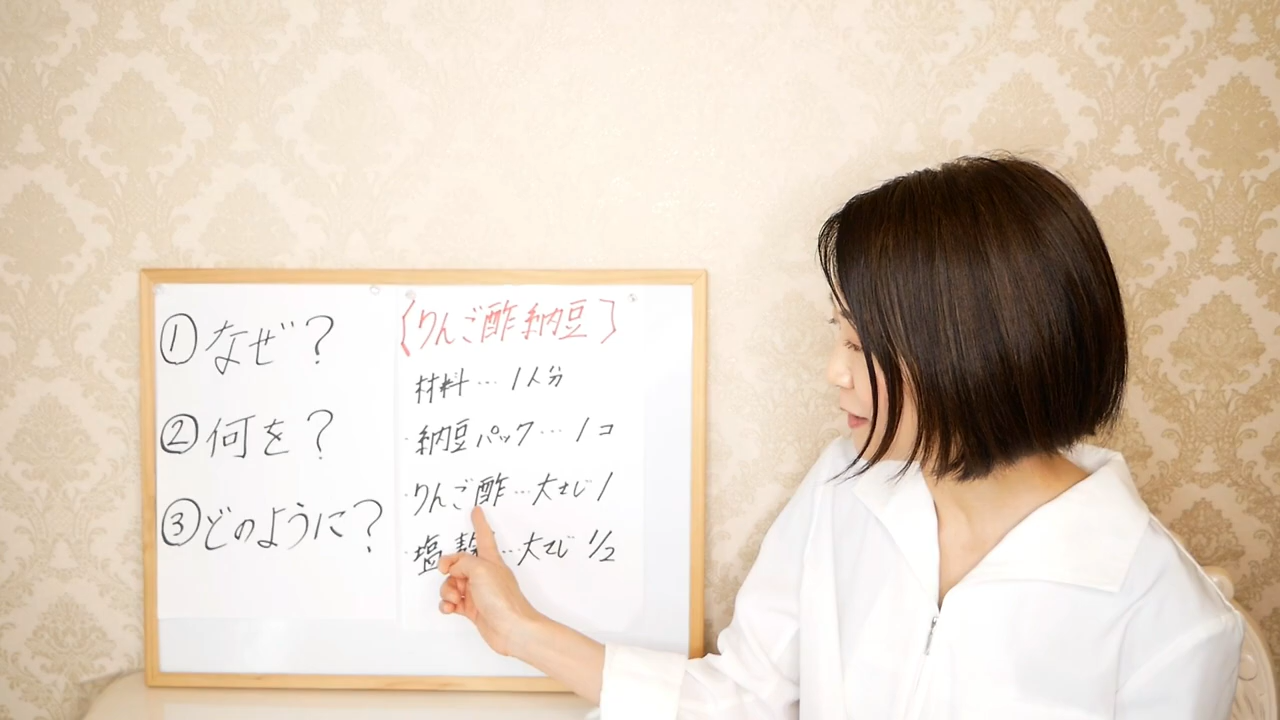 ①なぜ？
②何を？
③どのように？
〔りんご酢納豆〕
材料…1人分
・納豆パック…1コ
・りんご酢…大さじ1
・塩麹…大さじ1/2